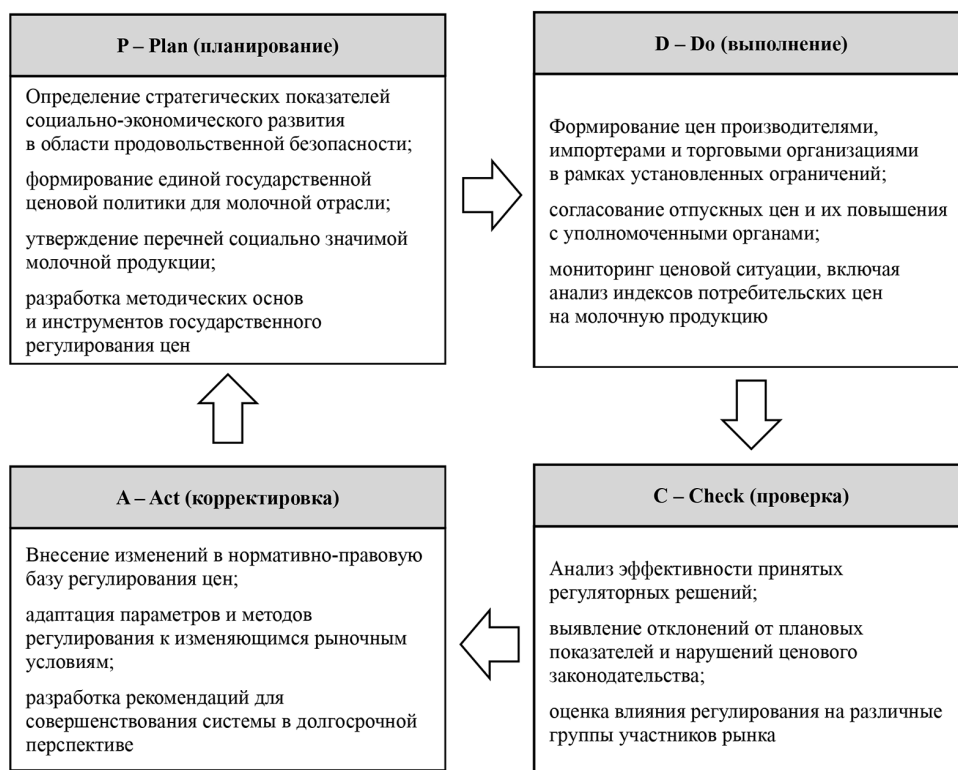 P – Plan (планирование)
Определение стратегических показателей
социально-экономического развития
в области продовольственной безопасности;
формирование единой государственной
ценовой политики для молочной отрасли;
утверждение перечней социально значимой
молочной продукции;
разработка методических основ
и инструментов государственного
регулирования цен
D – Do (выполнение)
Формирование цен производителями,
импортерами и торговыми организациями
в рамках установленных ограничений;
согласование отпускных цен и их повышения
с уполномоченными органами;
мониторинг ценовой ситуации, включая
анализ индексов потребительских цен
на молочную продукцию
C – Check (проверка)
Анализ эффективности принятых
регуляторных решений;
выявление отклонений от плановых
показателей и нарушений ценового
законодательства;
оценка влияния регулирования на различные
группы участников рынка
A – Act (корректировка)
Внесение изменений в нормативно-правовую
базу регулирования цен;
адаптация параметров и методов
регулирования к изменяющимся рыночным
условиям;
разработка рекомендаций для
совершенствования системы в долгосрочной
перспективе